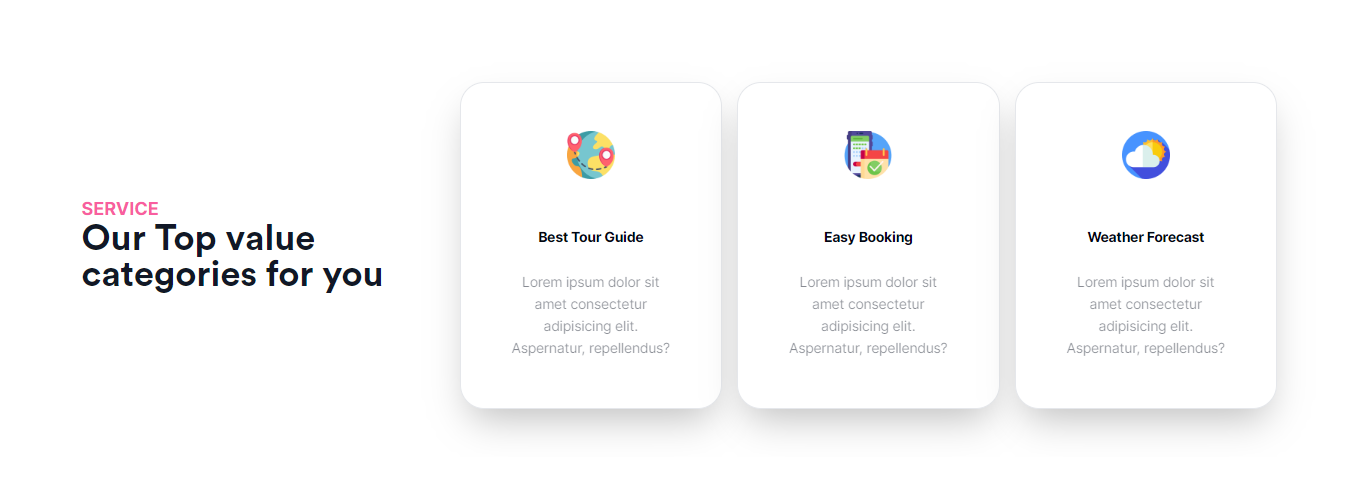 SERVICE
Our Top value
categories for you
Best Tour Guide
Lorem ipsum dolor sit
amet consectetur
adipisicing elit.
Aspernatur, repellendus?
Easy Booking
Lorem ipsum dolor sit
amet consectetur
adipisicing elit.
Aspernatur, repellendus?
Weather Forecast
Lorem ipsum dolor sit
amet consectetur
adipisicing elit.
Aspernatur, repellendus?